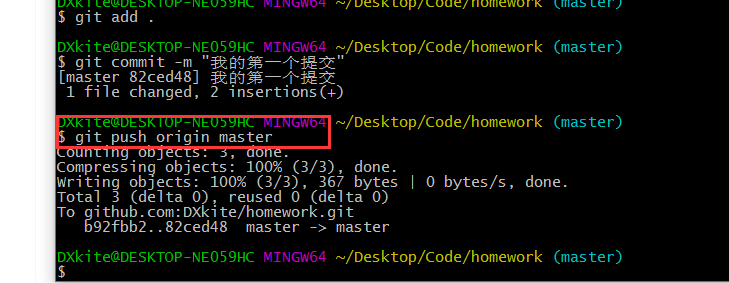 DXkite@DESKTOP-NE059HC MINGW64 ~/Desktop/Code/homework (master)
$ git add .
DXkite@DESKTOP-NE059HC MINGW64 ~/Desktop/Code/homework (master)
$ git commit -m "我的第一个提交"
[master 82ced48] 我的第一个提交
1 file changed, 2 insertions(+)
DXkite@DESKTOP-NE059HC MINGW64 ~/Desktop/Code/homework (master)
$ git push origin master
Counting objects: 3, done.
Compressing objects: 100% (3/3), done.
Writing objects: 100% (3/3), 367 bytes | 0 bytes/s, done.
Total 3 (delta 0), reused 0 (delta 0)
To github.com:DXkite/homework.git
b92fbb2..82ced48  master -> master
DXkite@DESKTOP-NE059HC MINGW64 ~/Desktop/Code/homework (master)
$